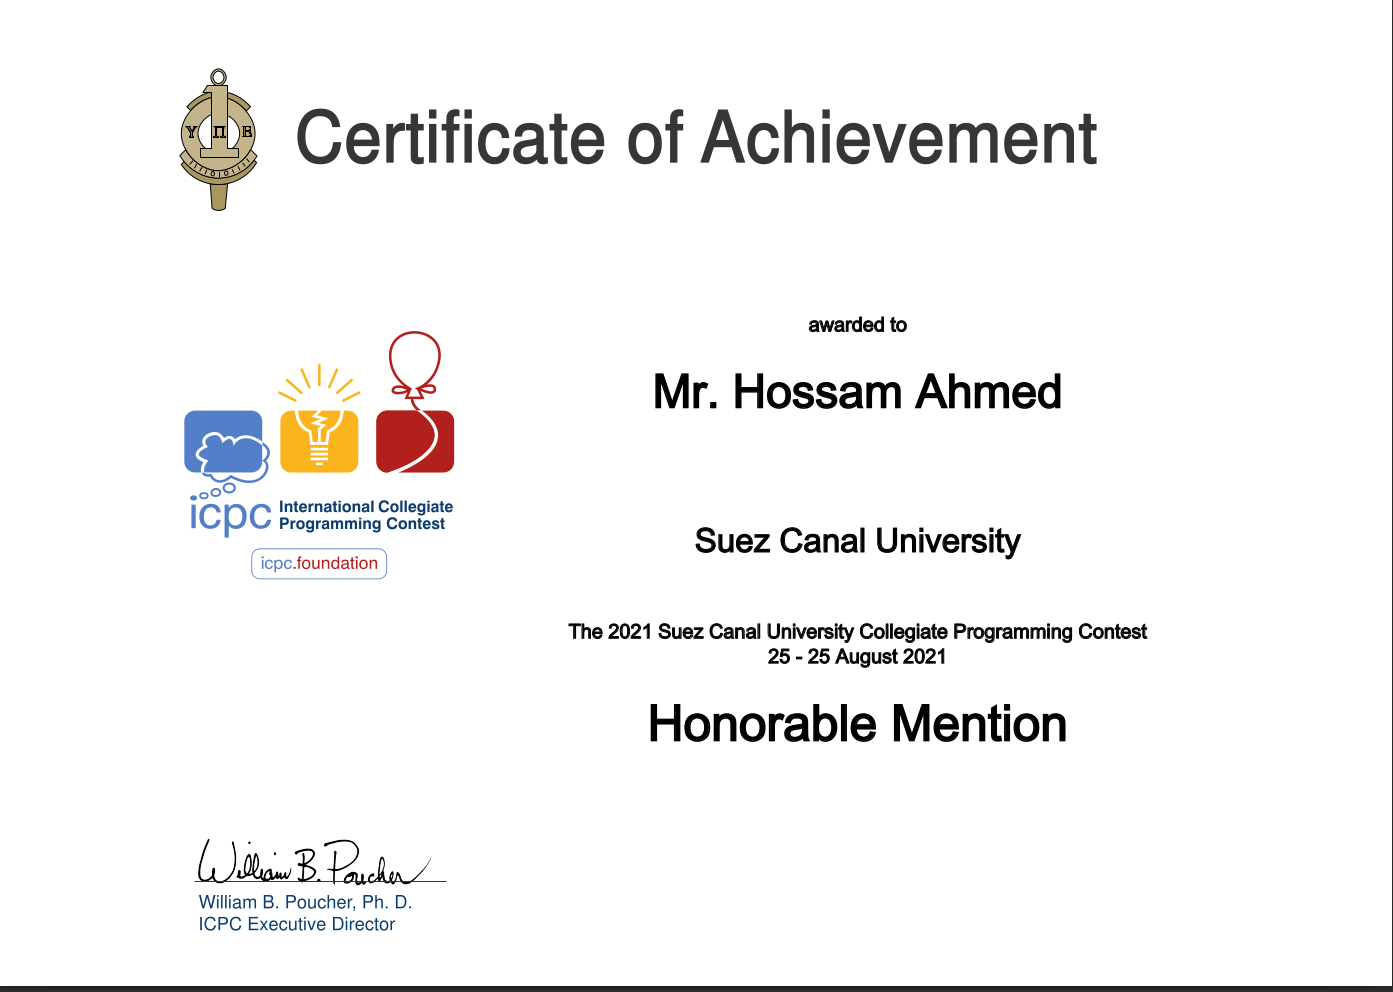 Υ Π Β
Certificate of Achievement
awarded to
Mr. Hossam Ahmed
icpc International Collegiate
Programming Contest
icpc.foundation
Suez Canal University
The 2021 Suez Canal University Collegiate Programming Contest
25 - 25 August 2021
Honorable Mention
William B. Poucher
William B. Poucher, Ph. D.
ICPC Executive Director